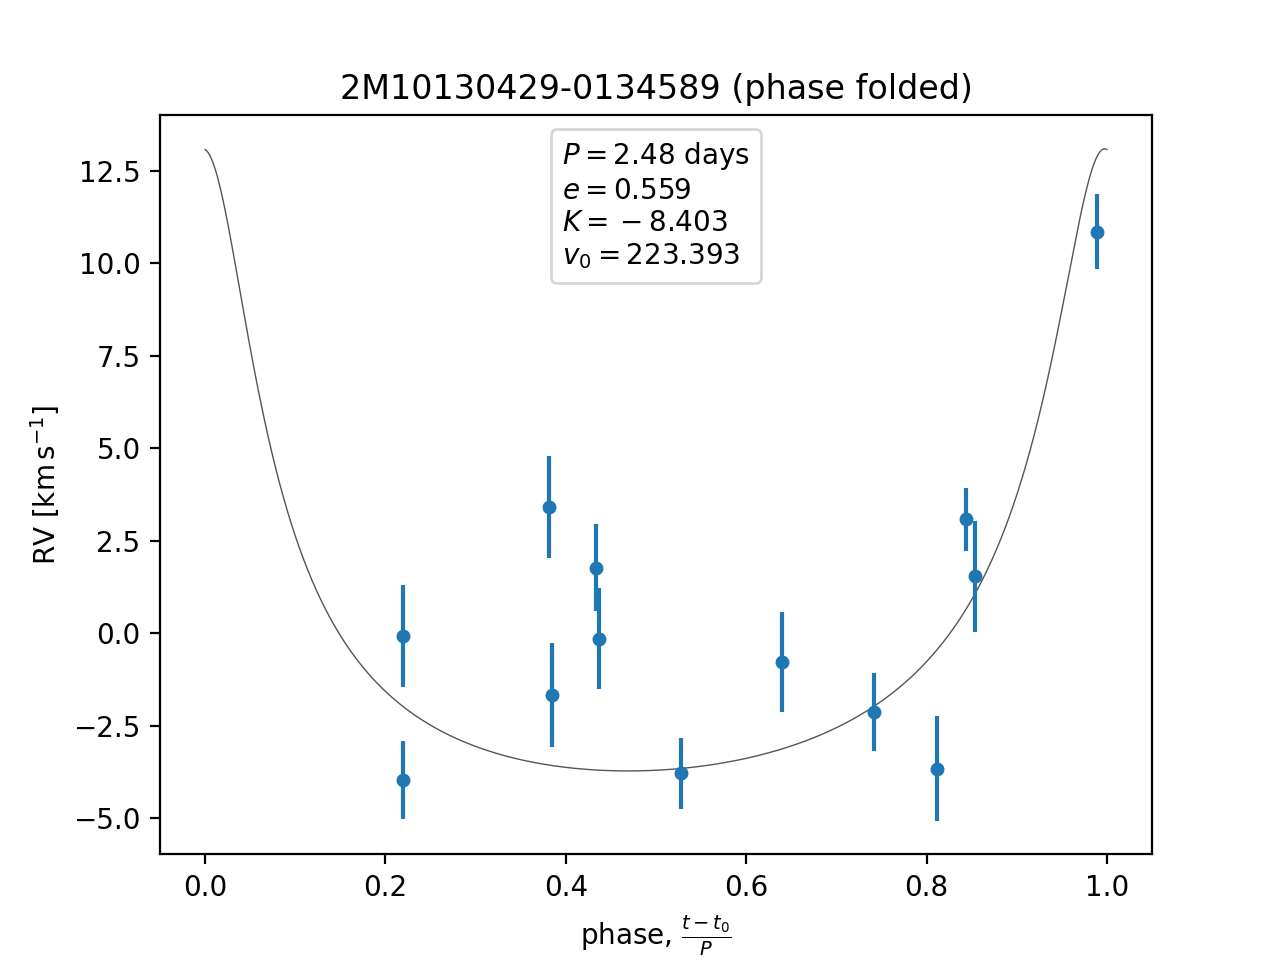 2M10130429-0134589 (phase folded)
P = 2.48 days
e = 0.559
K = −8.403
v₀ = 223.393
12.5
10.0
7.5
5.0
2.5
0.0
−2.5
−5.0
RV [km s⁻¹]
0.0 0.2 0.4 0.6 0.8 1.0
phase, (t − t₀)/P